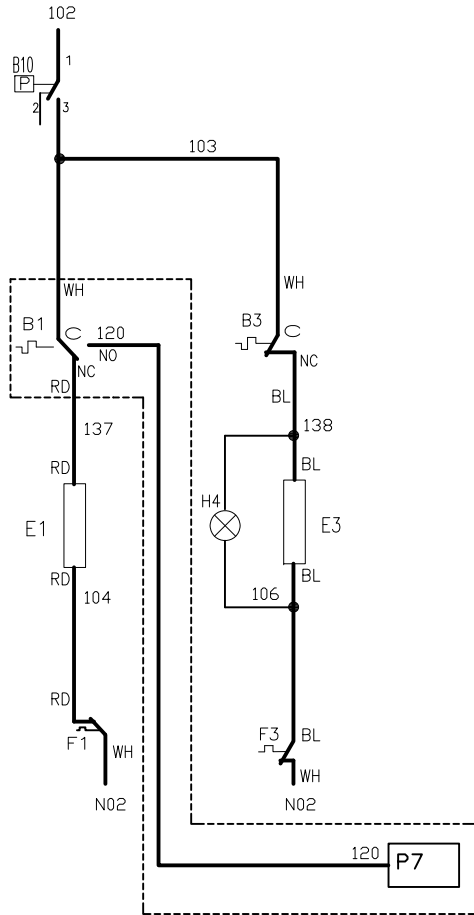 102
1
B10
P
2 3
103
WH WH
B1 C 120 B3 C
NO
NC NC
RD BL
137 138
RD BL
H4
E1 E3
RD BL
104 106
RD
F1 F3 BL
WH WH
N02 N02
120 P7